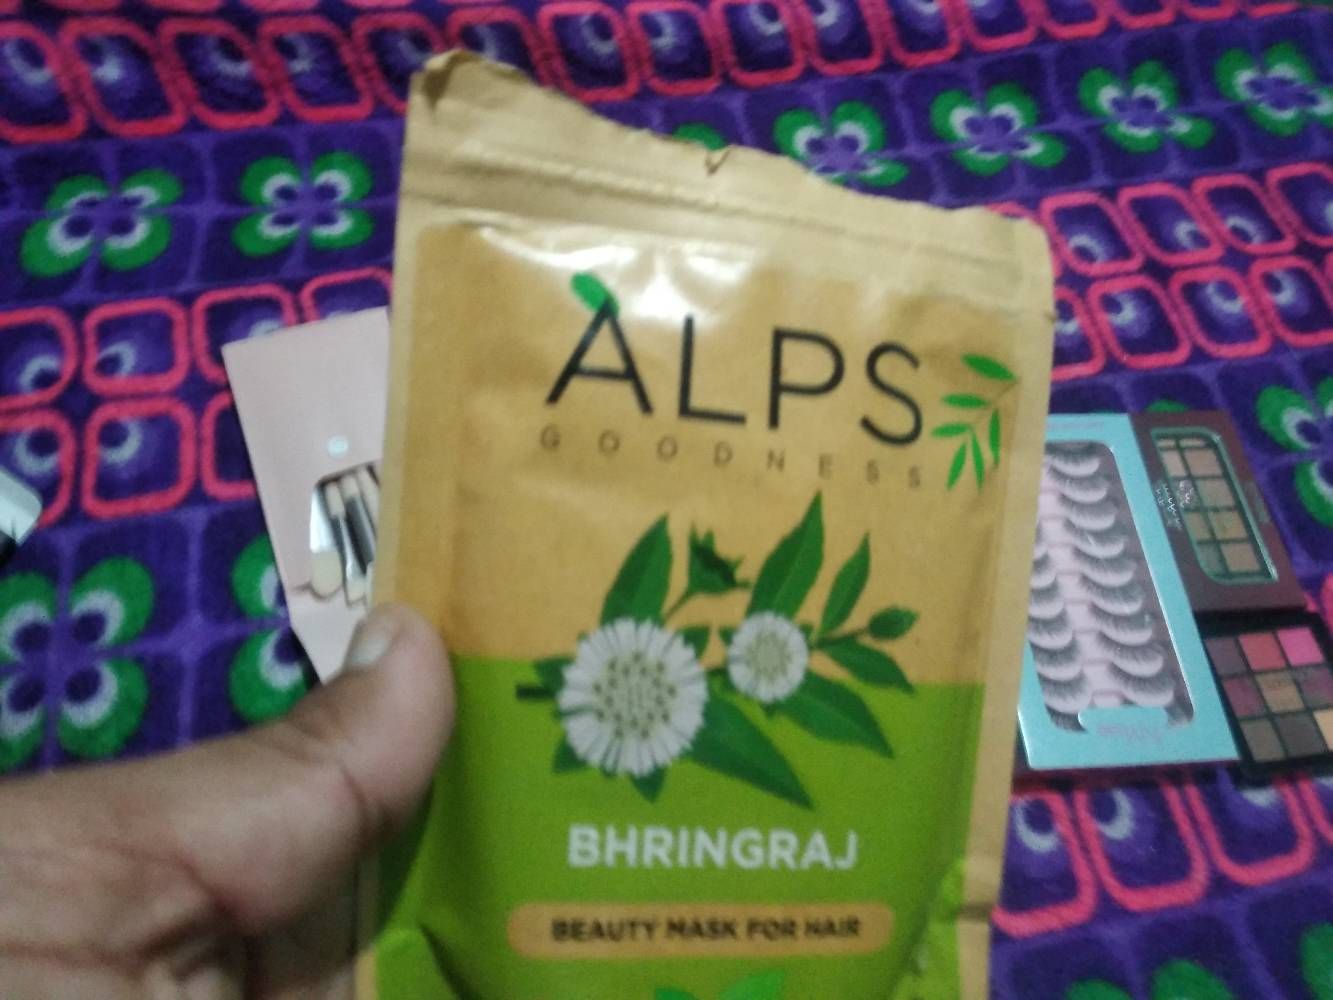 ALPS
GOODNESS
BHRINGRAJ
BEAUTY MASK FOR HAIR